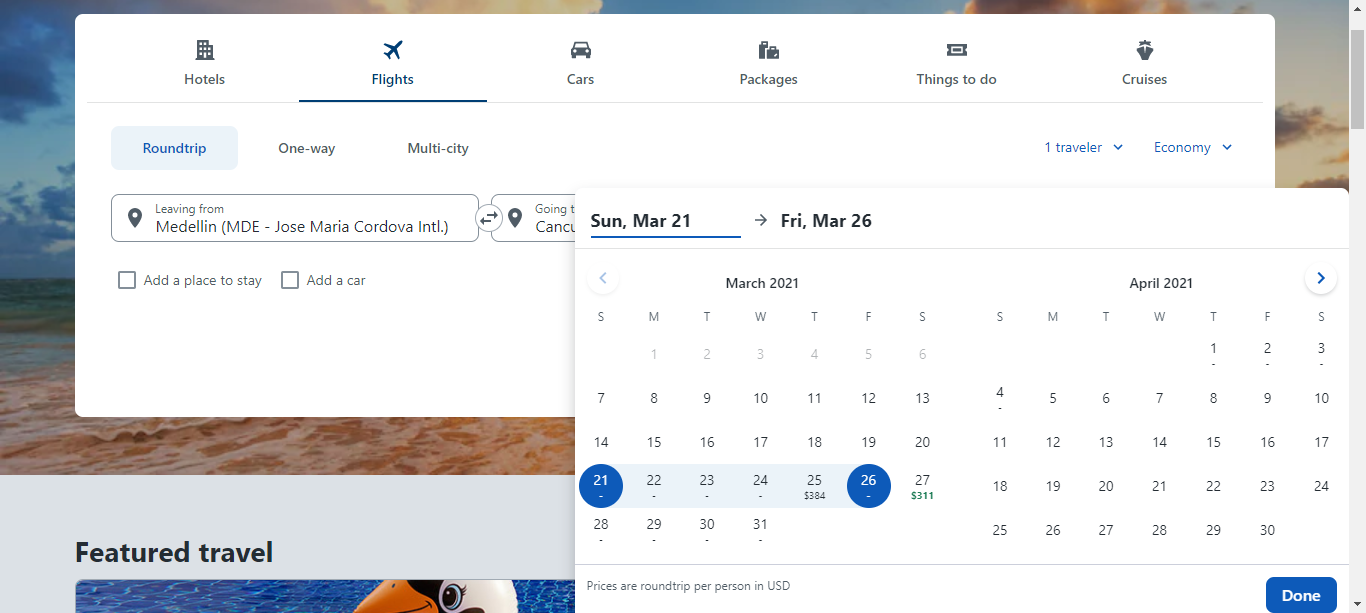 Hotels
Flights
Cars
Packages
Things to do
Cruises
Roundtrip
One-way
Multi-city
1 traveler
Economy
Leaving from
Medellin (MDE - Jose Maria Cordova Intl.)
Going t
Cancu
Add a place to stay
Add a car
Sun, Mar 21
Fri, Mar 26
March 2021
S M T W T F S
1 2 3 4 5 6
7 8 9 10 11 12 13
14 15 16 17 18 19 20
21 22 23 24 25 26 27
- - - - $384 - $311
28 29 30 31
- - - -
April 2021
S M T W T F S
1 2 3
- - -
4 5 6 7 8 9 10
-
11 12 13 14 15 16 17
18 19 20 21 22 23 24
25 26 27 28 29 30
Prices are roundtrip per person in USD
Done
Featured travel